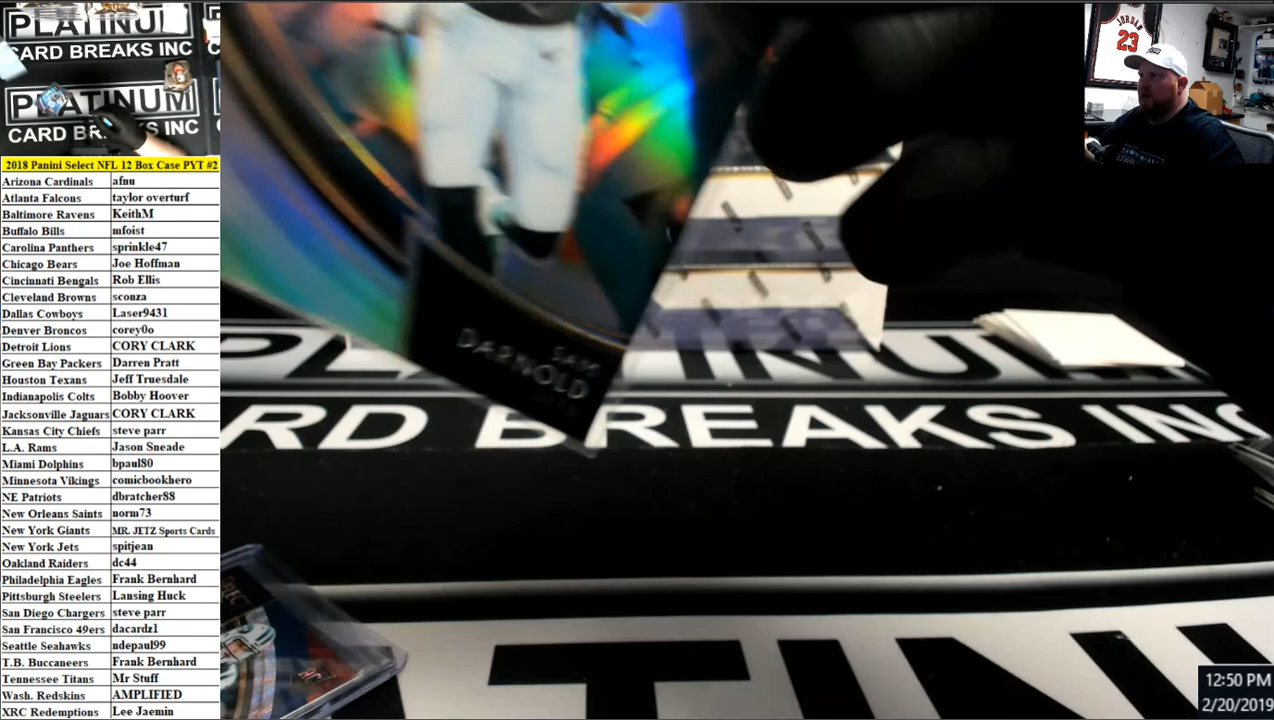 PLATINUM
CARD BREAKS INC
PLATINUM
CARD BREAKS INC
JORDAN
23
2018 Panini Select NFL 12 Box Case PYT #2
Arizona Cardinals afnu
Atlanta Falcons taylor overturf
Baltimore Ravens KeithM
Buffalo Bills mfoist
Carolina Panthers sprinkle47
Chicago Bears Joe Hoffman
Cincinnati Bengals Rob Ellis
Cleveland Browns sconza
Dallas Cowboys Laser9431
Denver Broncos corey0o
Detroit Lions CORY CLARK
Green Bay Packers Darren Pratt
Houston Texans Jeff Truesdale
Indianapolis Colts Bobby Hoover
Jacksonville Jaguars CORY CLARK
Kansas City Chiefs steve parr
L.A. Rams Jason Sneade
Miami Dolphins bpaul80
Minnesota Vikings comicbookhero
NE Patriots dbratcher88
New Orleans Saints norm73
New York Giants MR. JETZ Sports Cards
New York Jets spitjean
Oakland Raiders dc44
Philadelphia Eagles Frank Bernhard
Pittsburgh Steelers Lansing Huck
San Diego Chargers steve parr
San Francisco 49ers dacardz1
Seattle Seahawks ndepaul99
T.B. Buccaneers Frank Bernhard
Tennessee Titans Mr Stuff
Wash. Redskins AMPLIFIED
XRC Redemptions Lee Jaemin
SAM
DARNOLD
PLATINUM
RD BREAKS INC
ATINU
12:50 PM
2/20/2019